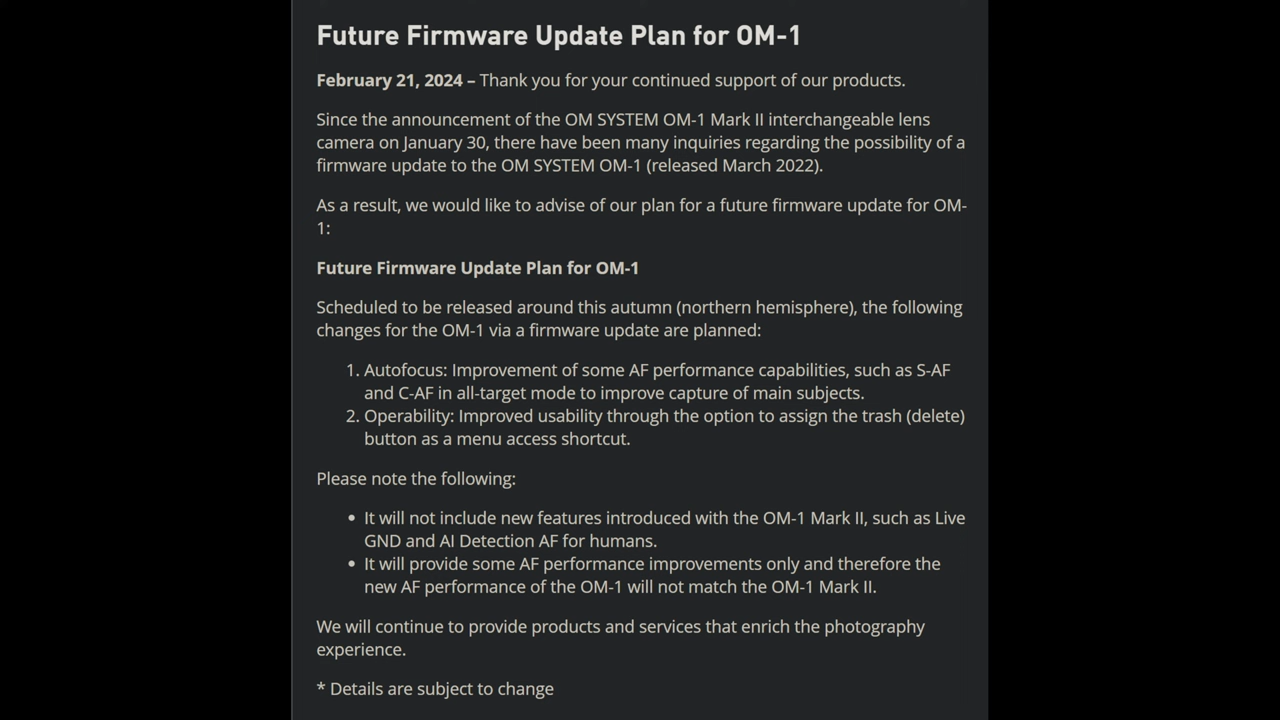 Future Firmware Update Plan for OM-1
February 21, 2024 – Thank you for your continued support of our products.
Since the announcement of the OM SYSTEM OM-1 Mark II interchangeable lens
camera on January 30, there have been many inquiries regarding the possibility of a
firmware update to the OM SYSTEM OM-1 (released March 2022).
As a result, we would like to advise of our plan for a future firmware update for OM-
1:
Future Firmware Update Plan for OM-1
Scheduled to be released around this autumn (northern hemisphere), the following
changes for the OM-1 via a firmware update are planned:
1. Autofocus: Improvement of some AF performance capabilities, such as S-AF
and C-AF in all-target mode to improve capture of main subjects.
2. Operability: Improved usability through the option to assign the trash (delete)
button as a menu access shortcut.
Please note the following:
• It will not include new features introduced with the OM-1 Mark II, such as Live
GND and AI Detection AF for humans.
• It will provide some AF performance improvements only and therefore the
new AF performance of the OM-1 will not match the OM-1 Mark II.
We will continue to provide products and services that enrich the photography
experience.
* Details are subject to change